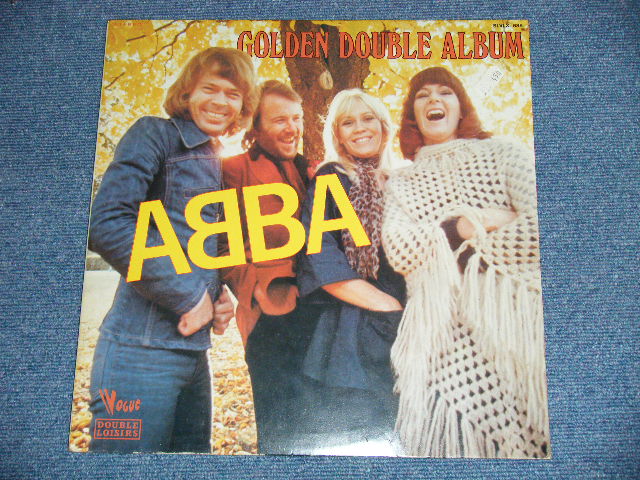 GOLDEN DOUBLE ALBUM
ABBA
VOGUE
DOUBLE
LOISIRS